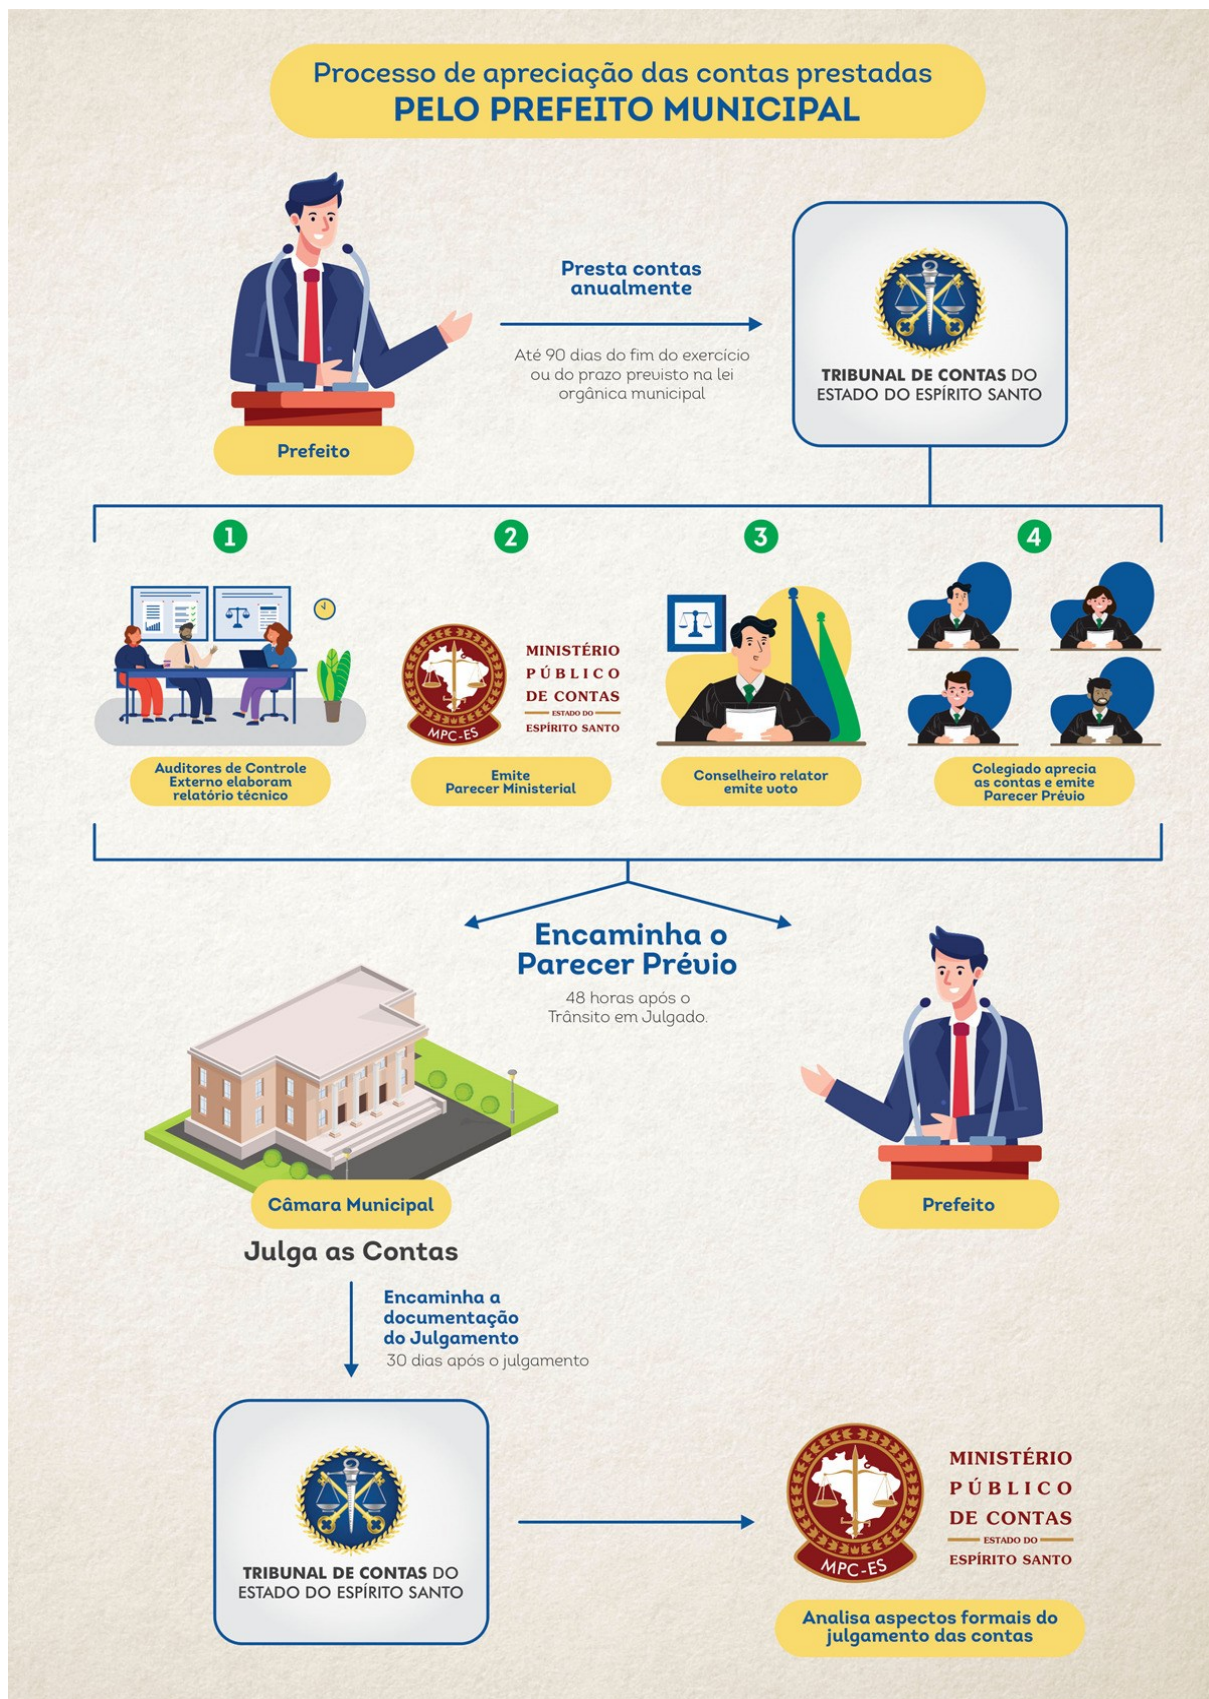 Processo de apreciação das contas prestadas
PELO PREFEITO MUNICIPAL
Presta contas
anualmente
Até 90 dias do fim do exercício
ou do prazo previsto na lei
orgânica municipal
Prefeito
TRIBUNAL DE CONTAS DO
ESTADO DO ESPÍRITO SANTO
1
2
3
4
MINISTÉRIO
PÚBLICO
DE CONTAS
ESTADO DO
ESPÍRITO SANTO
MPC-ES
Auditores de Controle
Externo elaboram
relatório técnico
Emite
Parecer Ministerial
Conselheiro relator
emite voto
Colegiado aprecia
as contas e emite
Parecer Prévio
Encaminha o
Parecer Prévio
48 horas após o
Trânsito em Julgado.
Câmara Municipal
Prefeito
Julga as Contas
Encaminha a
documentação
do Julgamento
30 dias após o julgamento
TRIBUNAL DE CONTAS DO
ESTADO DO ESPÍRITO SANTO
MINISTÉRIO
PÚBLICO
DE CONTAS
ESTADO DO
ESPÍRITO SANTO
MPC-ES
Analisa aspectos formais do
julgamento das contas